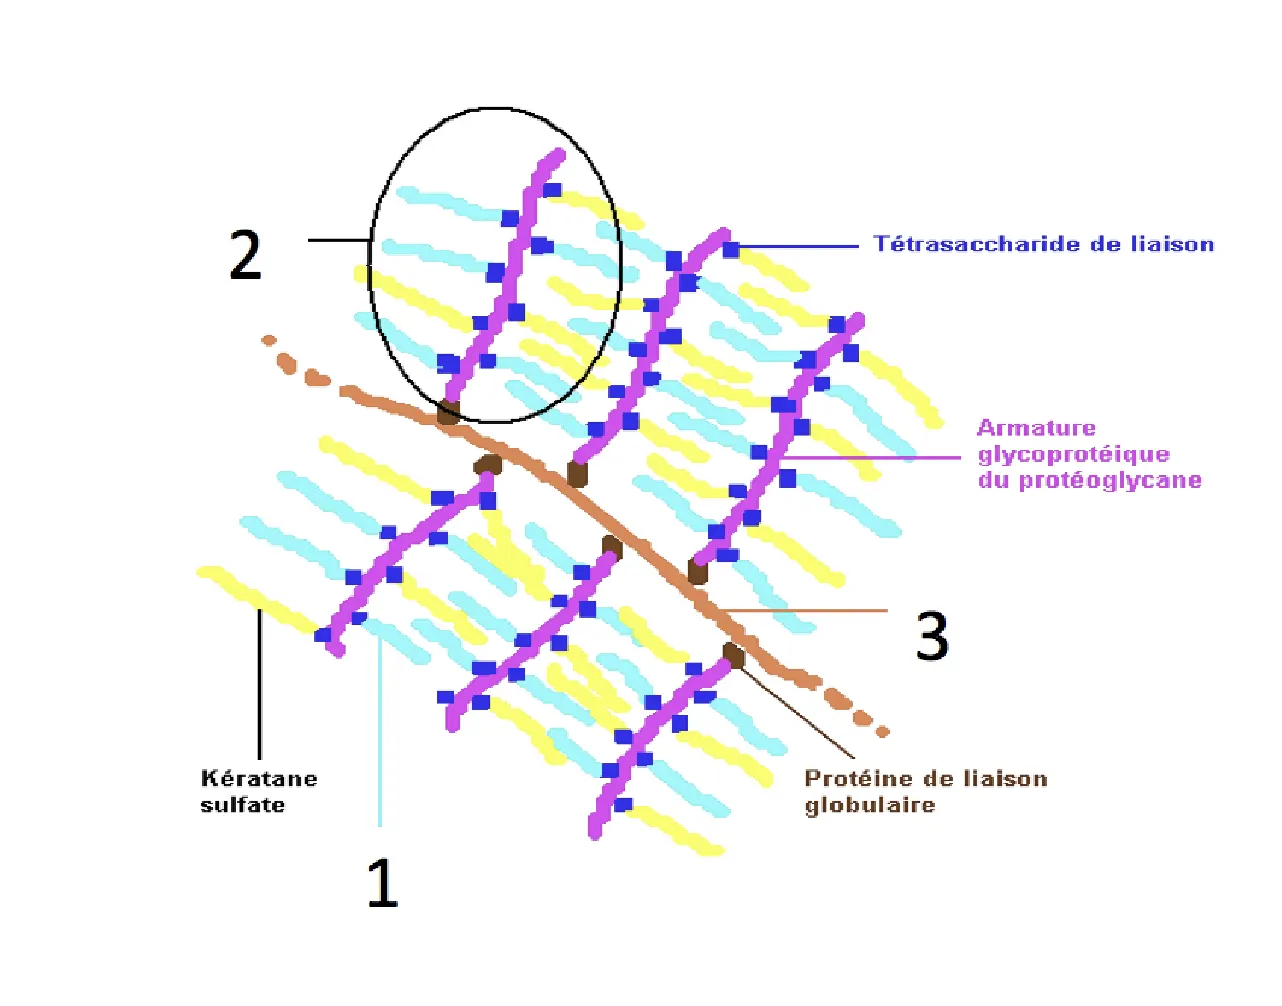 2
Tétrasaccharide de liaison
Armature
glycoprotéique
du protéoglycane
3
Kératane
sulfate
Protéine de liaison
globulaire
1